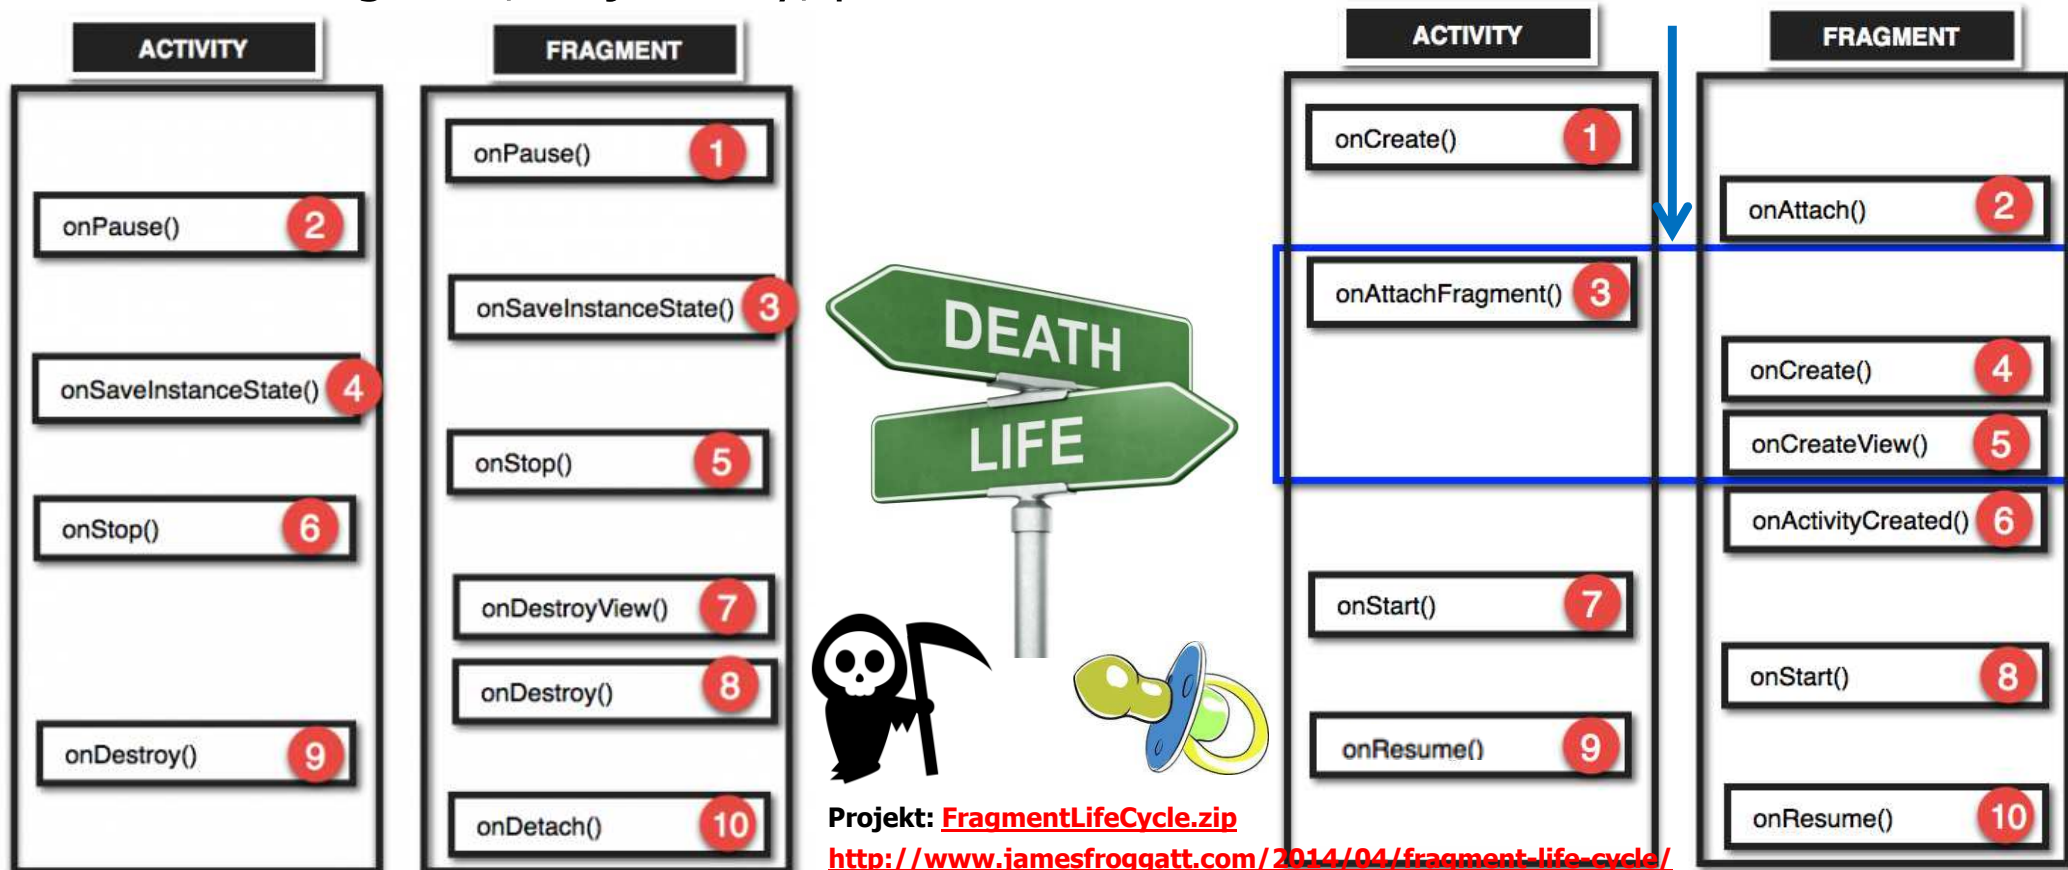 ACTIVITY
FRAGMENT
onPause() 1
onPause() 2
onSaveInstanceState() 3
onSaveInstanceState() 4
onStop() 5
onStop() 6
onDestroyView() 7
onDestroy() 8
onDestroy() 9
onDetach() 10
DEATH
LIFE
Projekt: FragmentLifeCycle.zip
http://www.jamesfroggatt.com/2014/04/fragment-life-cycle/
ACTIVITY
FRAGMENT
onCreate() 1
onAttach() 2
onAttachFragment() 3
onCreate() 4
onCreateView() 5
onActivityCreated() 6
onStart() 7
onStart() 8
onResume() 9
onResume() 10